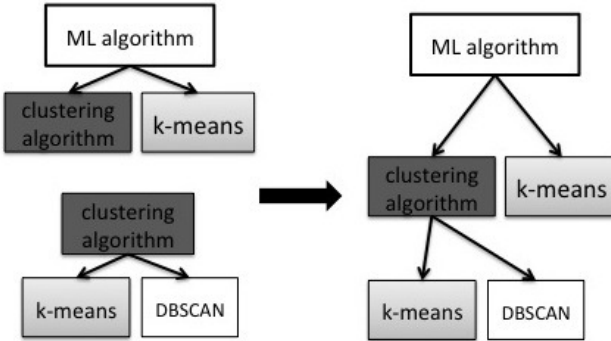 ML algorithm
clustering
algorithm
k-means
clustering
algorithm
k-means
DBSCAN
ML algorithm
clustering
algorithm
k-means
k-means
DBSCAN